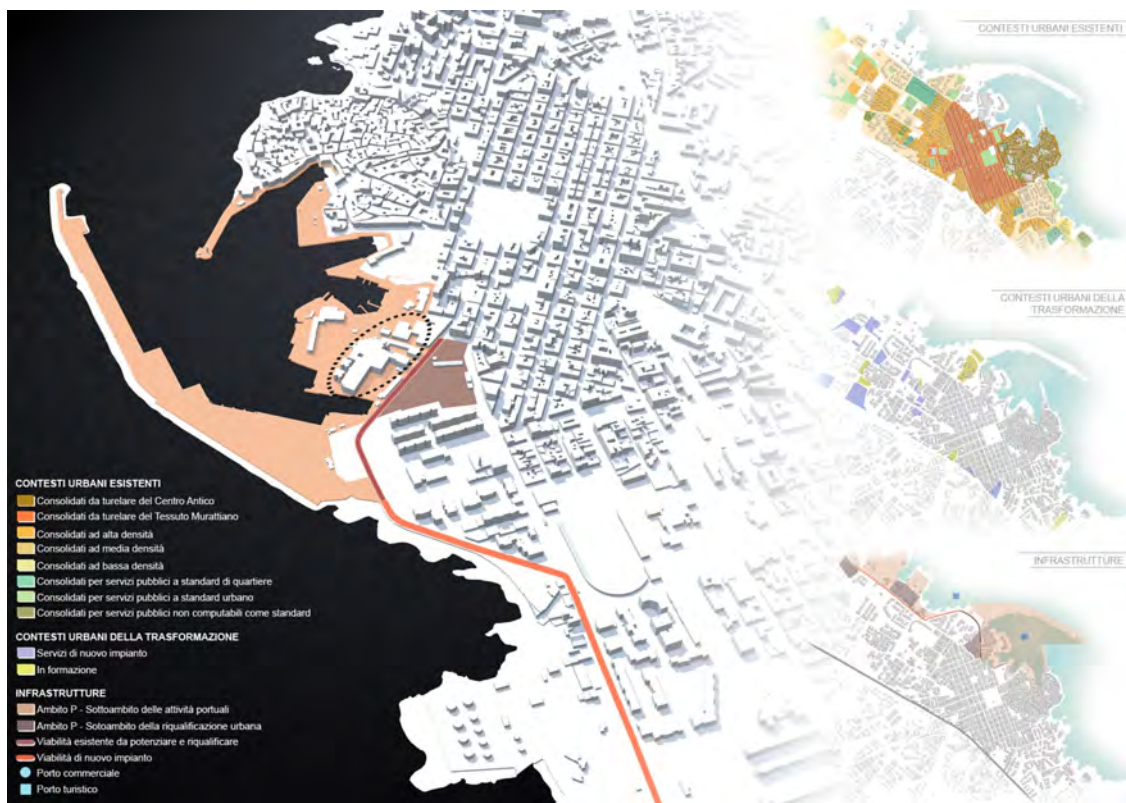 CONTESTI URBANI ESISTENTI
CONTESTI URBANI DELLA
TRASFORMAZIONE
INFRASTRUTTURE
CONTESTI URBANI ESISTENTI
Consolidati da turelare del Centro Antico
Consolidati da turelare del Tessuto Murattiano
Consolidati ad alta densità
Consolidati ad media densità
Consolidati ad bassa densità
Consolidati per servizi pubblici a standard di quartiere
Consolidati per servizi pubblici a standard urbano
Consolidati per servizi pubblici non computabili come standard
CONTESTI URBANI DELLA TRASFORMAZIONE
Servizi di nuovo impianto
In formazione
INFRASTRUTTURE
Ambito P - Sottoambito delle attività portuali
Ambito P - Sotoambito della riqualificazione urbana
Viabilità esistente da potenziare e riqualificare
Viabilità di nuovo impianto
Porto commerciale
Porto turistico